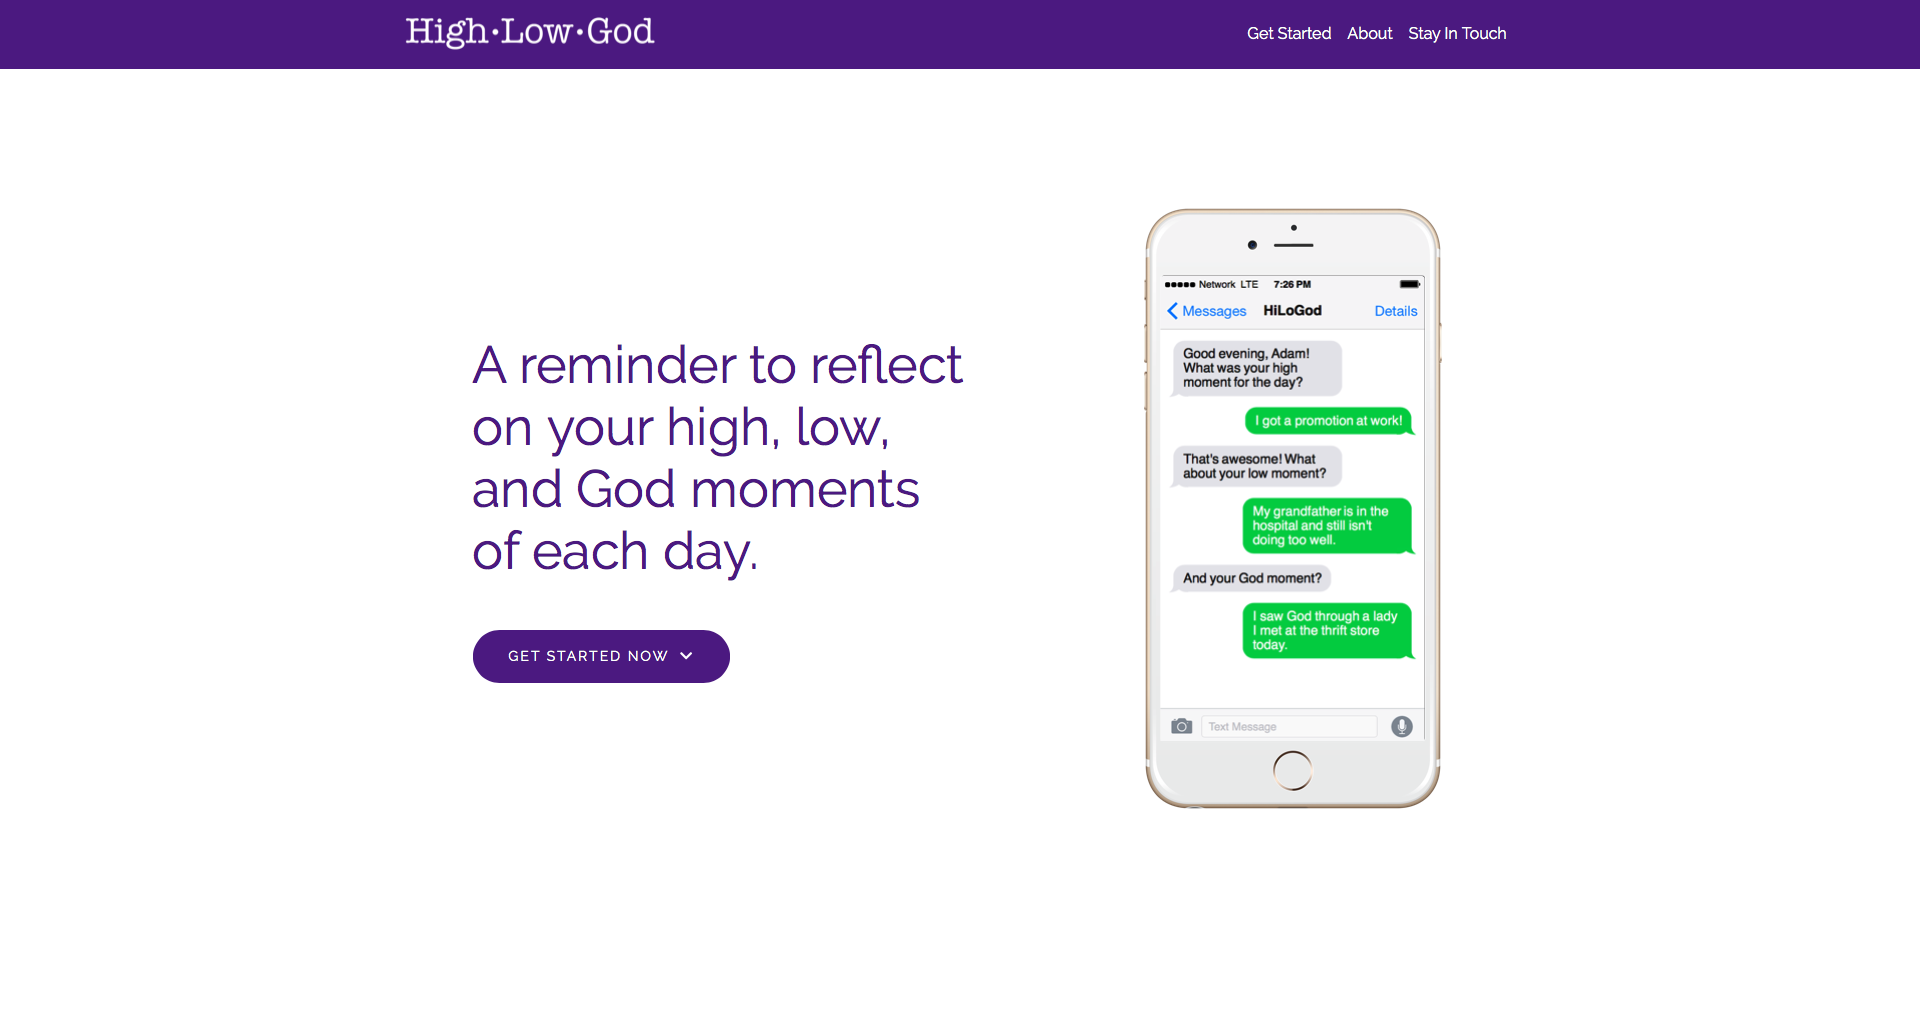 High·Low·God
Get Started
About
Stay In Touch
A reminder to reflect
on your high, low,
and God moments
of each day.
GET STARTED NOW
Network LTE 7:26 PM
Messages HiLoGod Details
Good evening, Adam!
What was your high
moment for the day?
I got a promotion at work!
That's awesome! What
about your low moment?
My grandfather is in the
hospital and still isn't
doing too well.
And your God moment?
I saw God through a lady
I met at the thrift store
today.
Text Message